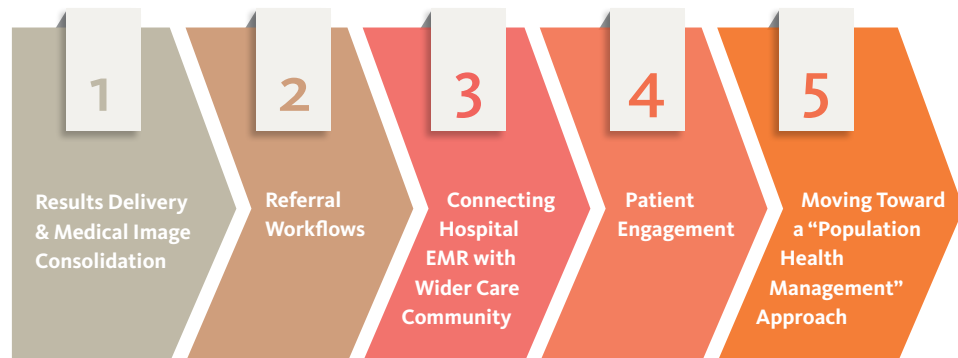 1
Results Delivery
& Medical Image
Consolidation
2
Referral
Workflows
3
Connecting
Hospital
EMR with
Wider Care
Community
4
Patient
Engagement
5
Moving Toward
a “Population
Health
Management”
Approach